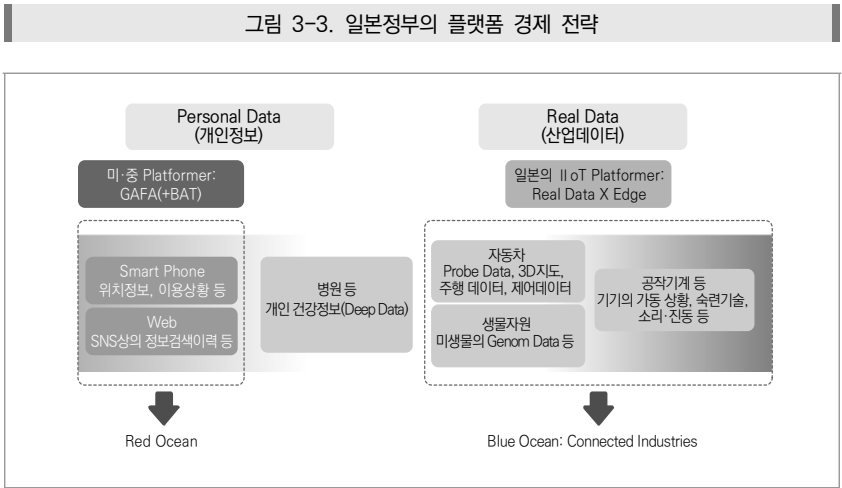 그림 3-3. 일본정부의 플랫폼 경제 전략
Personal Data
(개인정보)
Real Data
(산업데이터)
미·중 Platformer:
GAFA(+BAT)
일본의 IIoT Platformer:
Real Data X Edge
Smart Phone
위치정보, 이용상황 등
Web
SNS상의 정보검색이력 등
병원 등
개인 건강정보(Deep Data)
자동차
Probe Data, 3D지도,
주행 데이터, 제어데이터
생물자원
미생물의 Genom Data 등
공작기계 등
기기의 가동 상황, 숙련기술,
소리·진동 등
Red Ocean
Blue Ocean: Connected Industries